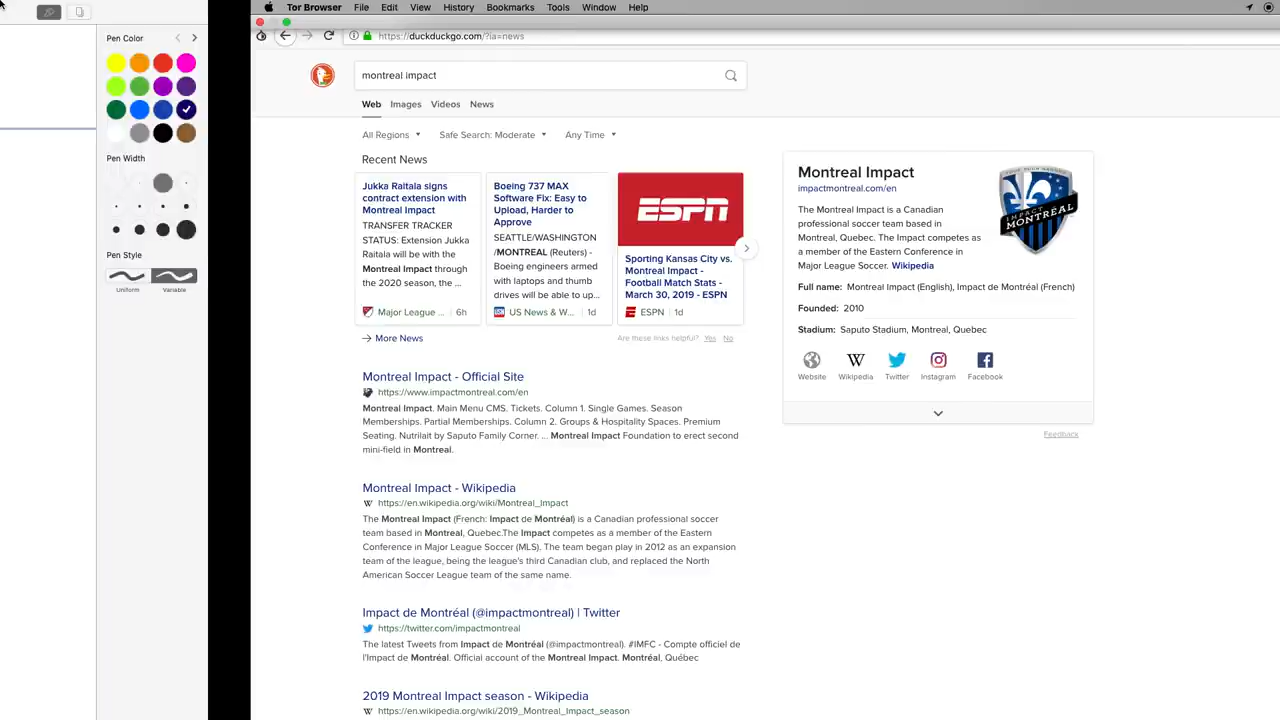 Tor Browser File Edit View History Bookmarks Tools Window Help
Pen Color
Pen Width
Pen Style
Uniform Variable
https://duckduckgo.com/?ia=news
montreal impact
Web Images Videos News
All Regions Safe Search: Moderate Any Time
Recent News
Jukka Raitala signs
contract extension with
Montreal Impact
TRANSFER TRACKER
STATUS: Extension Jukka
Raitala will be with the
Montreal Impact through
the 2020 season, the ...
Major League ... 6h
Boeing 737 MAX
Software Fix: Easy to
Upload, Harder to
Approve
SEATTLE/WASHINGTON
/MONTREAL (Reuters) -
Boeing engineers armed
with laptops and thumb
drives will be able to up...
US News & W... 1d
ESPN
Sporting Kansas City vs.
Montreal Impact -
Football Match Stats -
March 30, 2019 - ESPN
ESPN 1d
More News
Are these links helpful? Yes No
Montreal Impact - Official Site
https://www.impactmontreal.com/en
Montreal Impact. Main Menu CMS. Tickets. Column 1. Single Games. Season
Memberships. Partial Memberships. Column 2. Groups & Hospitality Spaces. Premium
Seating. Nutrilait by Saputo Family Corner. ... Montreal Impact Foundation to erect second
mini-field in Montreal.
Montreal Impact - Wikipedia
https://en.wikipedia.org/wiki/Montreal_Impact
The Montreal Impact (French: Impact de Montréal) is a Canadian professional soccer
team based in Montreal, Quebec.The Impact competes as a member of the Eastern
Conference in Major League Soccer (MLS). The team began play in 2012 as an expansion
team of the league, being the league's third Canadian club, and replaced the North
American Soccer League team of the same name.
Impact de Montréal (@impactmontreal) | Twitter
https://twitter.com/impactmontreal
The latest Tweets from Impact de Montréal (@impactmontreal). #IMFC - Compte officiel de
l'Impact de Montréal. Official account of the Montreal Impact. Montréal, Québec
2019 Montreal Impact season - Wikipedia
https://en.wikipedia.org/wiki/2019_Montreal_Impact_season
Montreal Impact
impactmontreal.com/en
The Montreal Impact is a Canadian
professional soccer team based in
Montreal, Quebec. The Impact competes as
a member of the Eastern Conference in
Major League Soccer. Wikipedia
IMPACT
MONTRÉAL
Full name: Montreal Impact (English), Impact de Montréal (French)
Founded: 2010
Stadium: Saputo Stadium, Montreal, Quebec
Website Wikipedia Twitter Instagram Facebook
Feedback